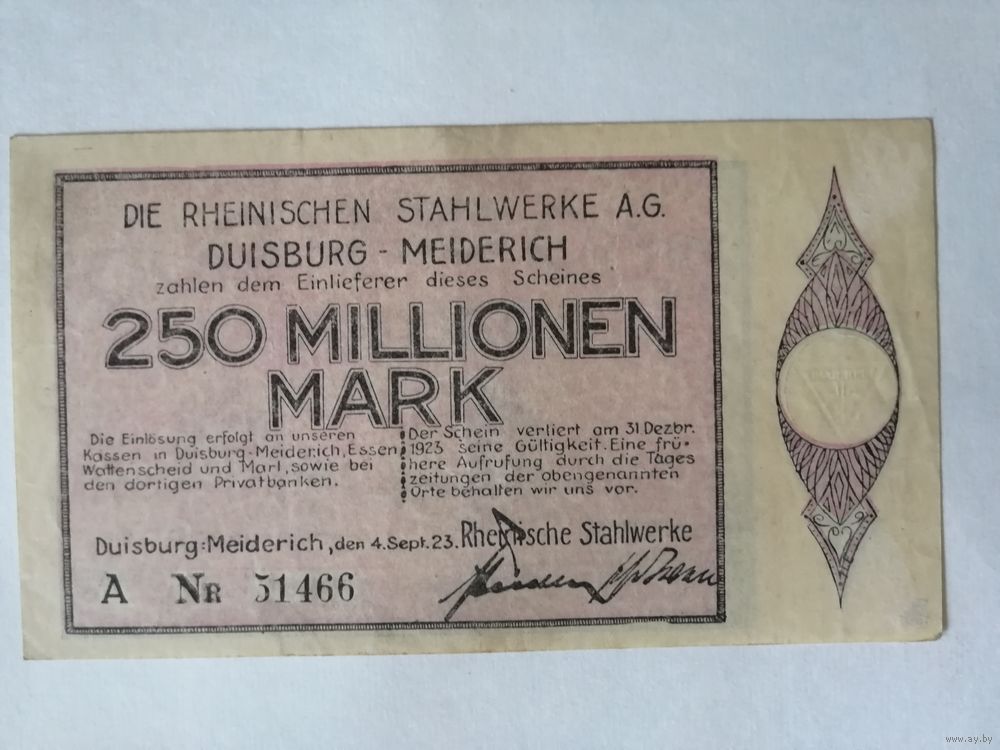 DIE RHEINISCHEN STAHLWERKE A.G.
DUISBURG - MEIDERICH
zahlen dem Einlieferer dieses Scheines
250 MILLIONEN
MARK
Die Einlösung erfolgt an unseren
Kassen in Duisburg-Meiderich, Essen,
Wattenscheid und Marl, sowie bei
den dortigen Privatbanken.
Der Schein verliert am 31 Dezbr.
1923 seine Gültigkeit. Eine frü-
here Aufrufung durch die Tages
zeitungen der obengenannten
Orte behalten wir uns vor.
Duisburg-Meiderich, den 4. Sept. 23. Rheinische Stahlwerke
A NR 51466
www.ay.by